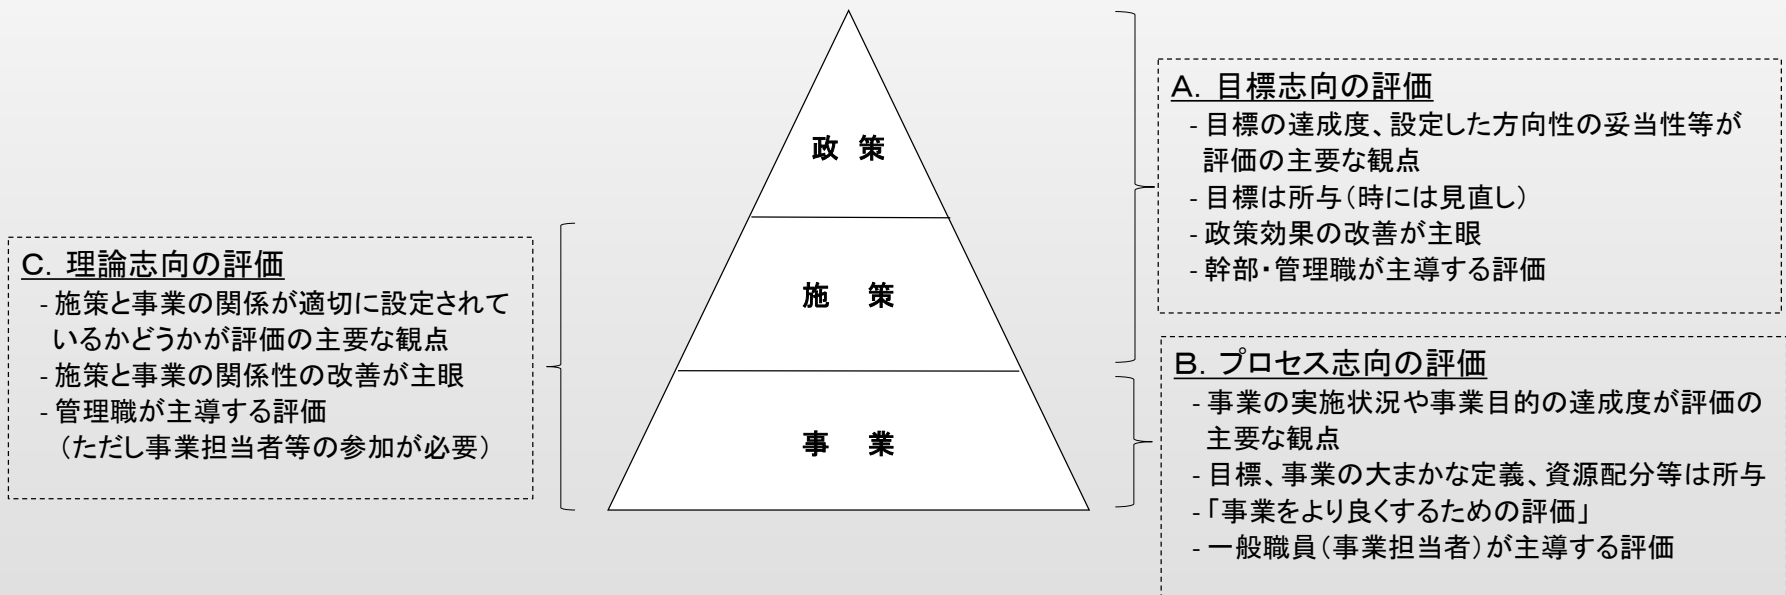 政 策
施 策
事 業
A. 目標志向の評価
- 目標の達成度、設定した方向性の妥当性等が
評価の主要な観点
- 目標は所与（時には見直し）
- 政策効果の改善が主眼
- 幹部・管理職が主導する評価
C. 理論志向の評価
- 施策と事業の関係が適切に設定されて
いるかどうかが評価の主要な観点
- 施策と事業の関係性の改善が主眼
- 管理職が主導する評価
（ただし事業担当者等の参加が必要）
B. プロセス志向の評価
- 事業の実施状況や事業目的の達成度が評価の
主要な観点
- 目標、事業の大まかな定義、資源配分等は所与
-「事業をより良くするための評価」
- 一般職員（事業担当者）が主導する評価